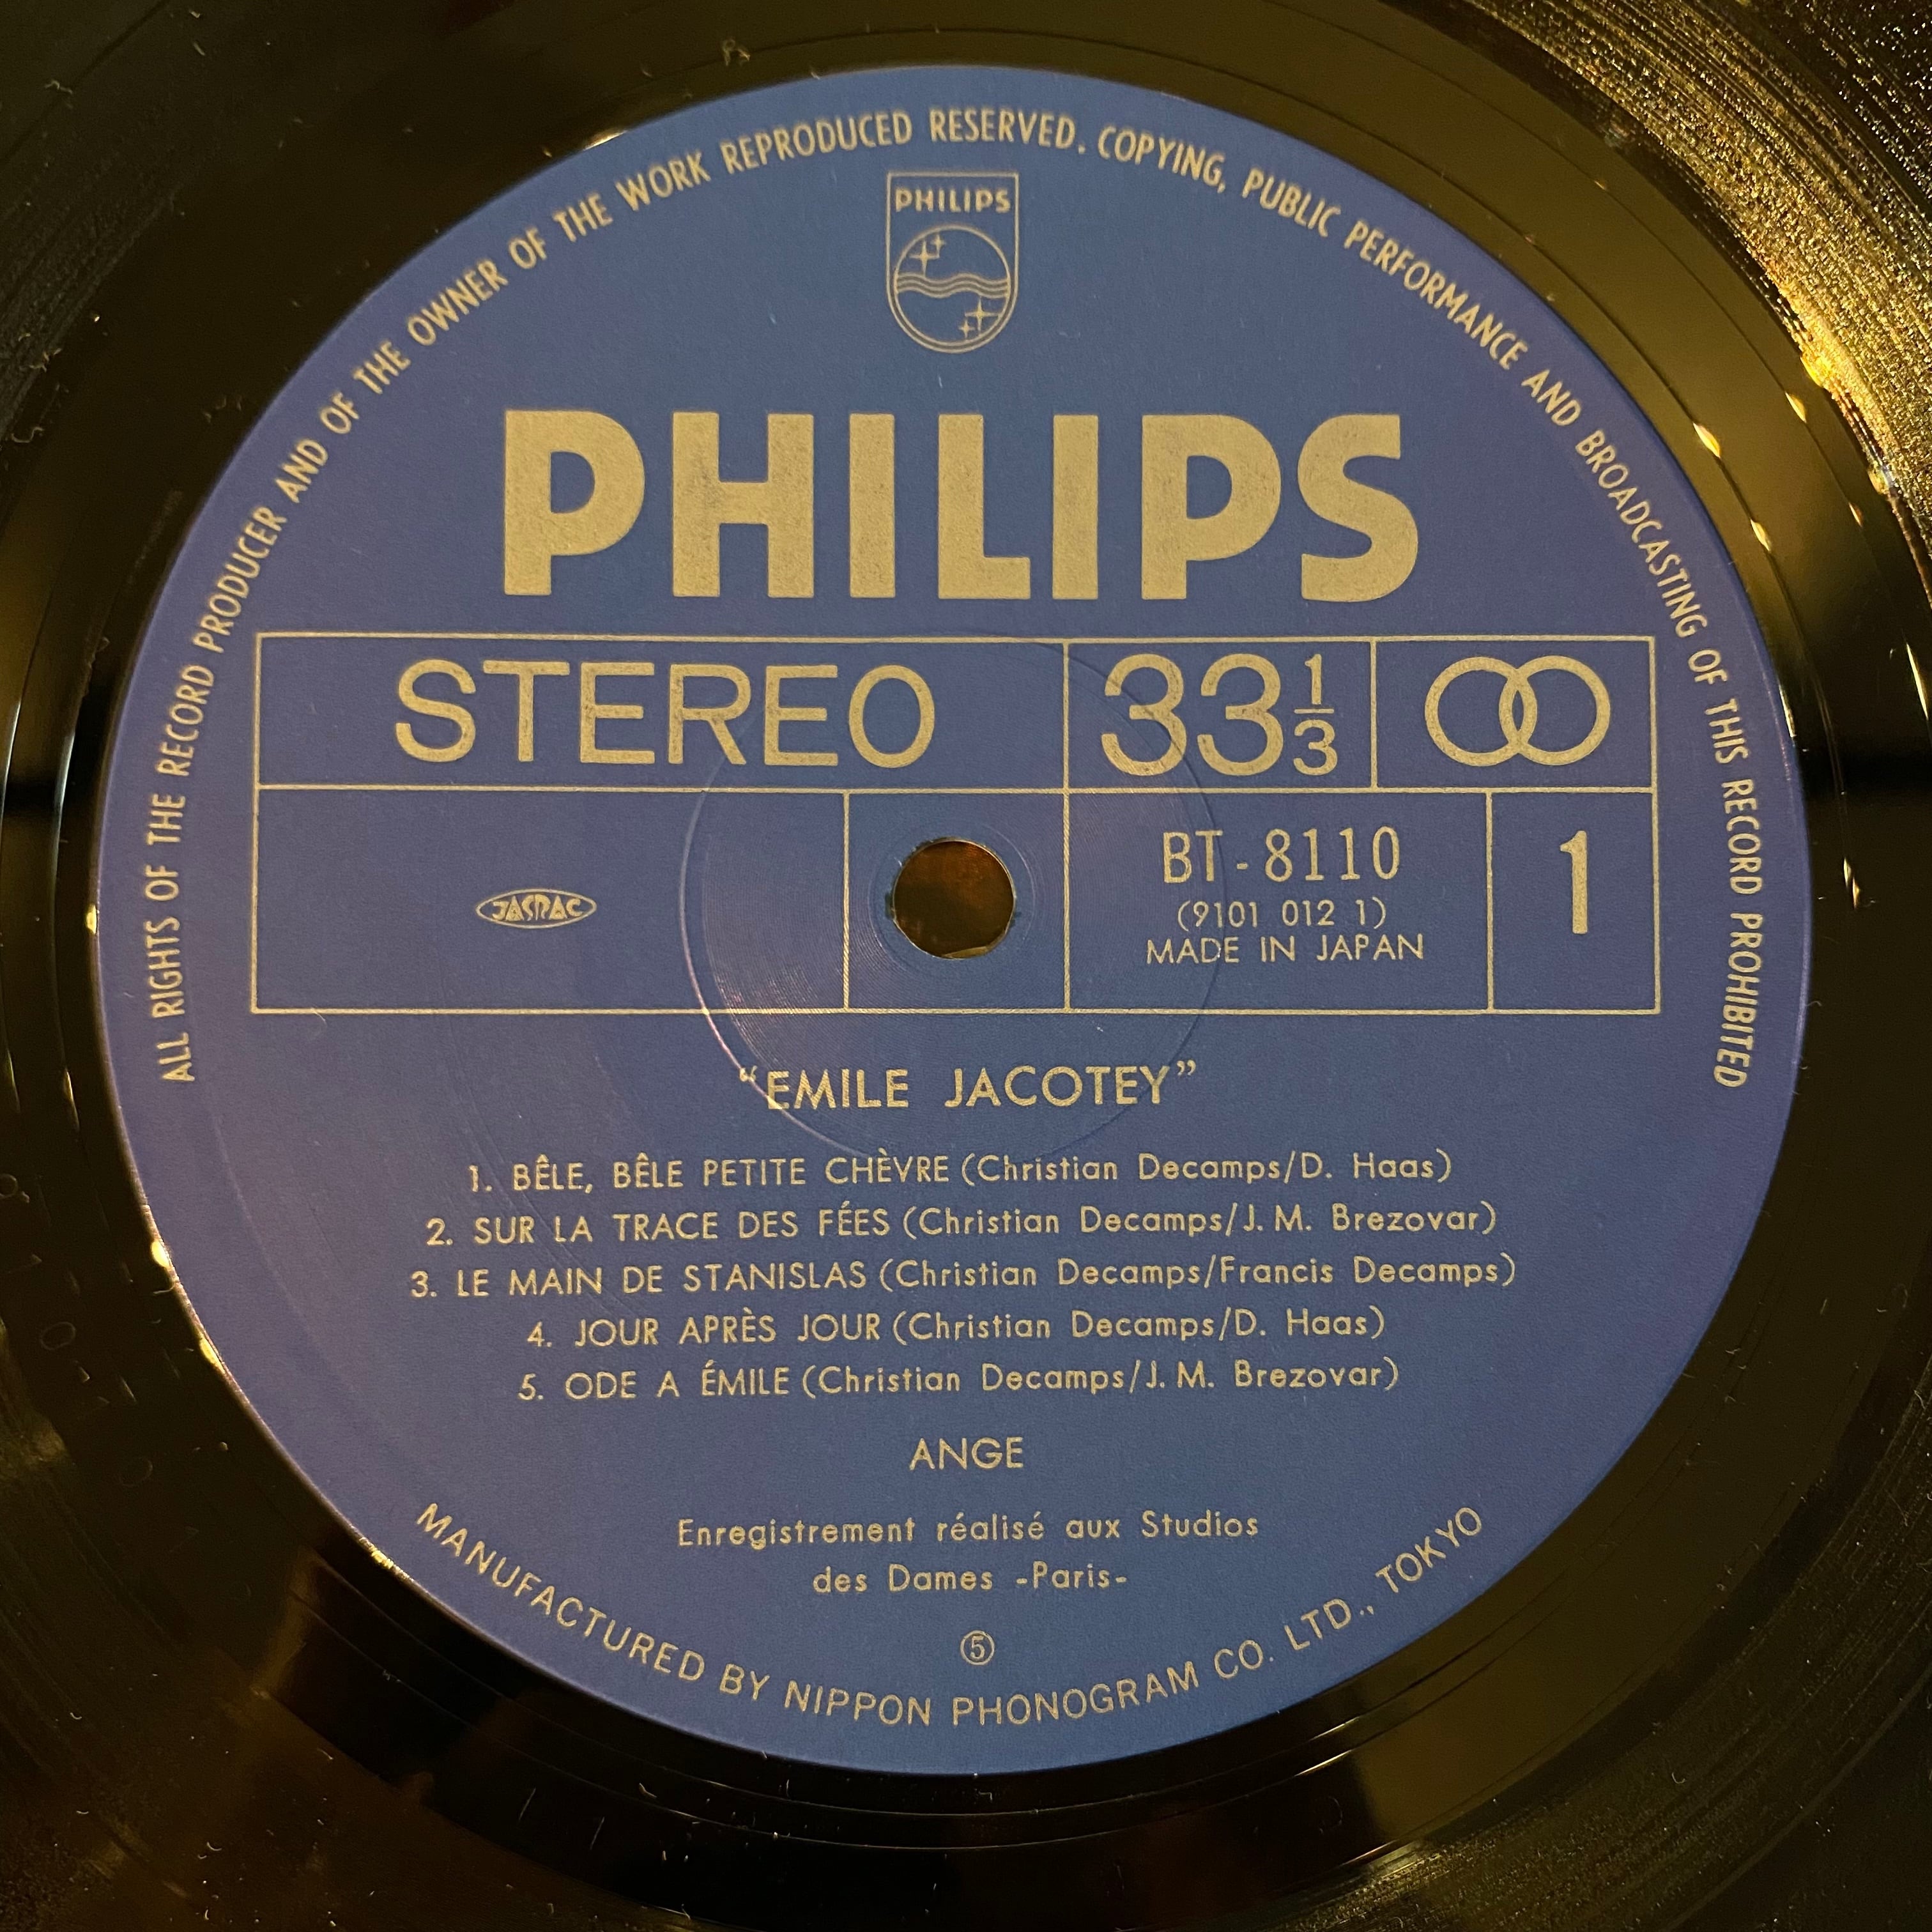 ALL RIGHTS OF THE RECORD PRODUCER AND OF THE OWNER OF THE WORK REPRODUCED RESERVED. COPYING, PUBLIC PERFORMANCE AND BROADCASTING OF THIS RECORD PROHIBITED
PHILIPS
PHILIPS
STEREO 33 1/3
JASRAC
BT-8110
(9101 012 1)
MADE IN JAPAN
1
“EMILE JACOTEY”
1. BÊLE, BÊLE PETITE CHÈVRE (Christian Decamps/D. Haas)
2. SUR LA TRACE DES FÉES (Christian Decamps/J. M. Brezovar)
3. LE MAIN DE STANISLAS (Christian Decamps/Francis Decamps)
4. JOUR APRÈS JOUR (Christian Decamps/D. Haas)
5. ODE A ÉMILE (Christian Decamps/J. M. Brezovar)
ANGE
Enregistrement réalisé aux Studios
des Dames -Paris-
⑤
MANUFACTURED BY NIPPON PHONOGRAM CO. LTD., TOKYO